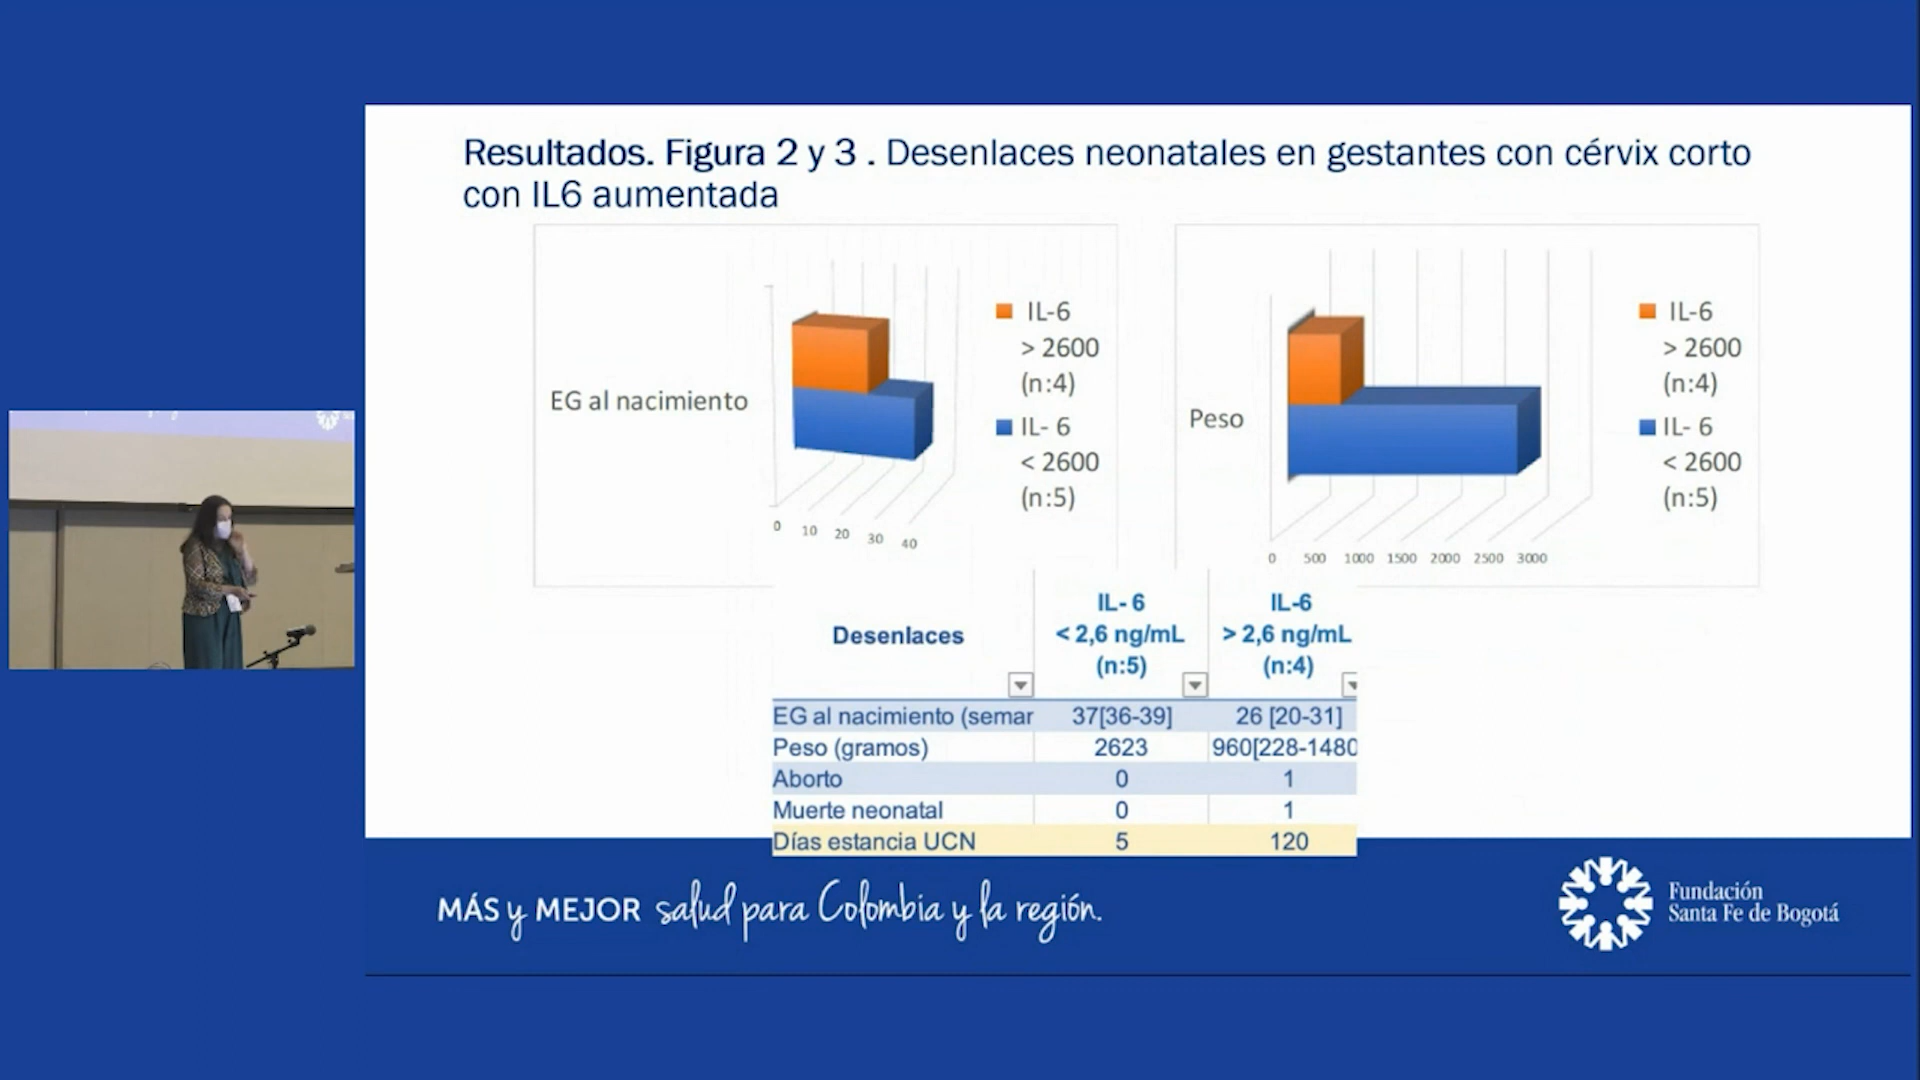 Resultados. Figura 2 y 3 . Desenlaces neonatales en gestantes con cérvix corto
con IL6 aumentada
EG al nacimiento
0 10 20 30 40
IL-6
> 2600
(n:4)
IL- 6
< 2600
(n:5)
Peso
0 500 1000 1500 2000 2500 3000
IL-6
> 2600
(n:4)
IL- 6
< 2600
(n:5)
Desenlaces
IL- 6
< 2,6 ng/mL
(n:5)
IL-6
> 2,6 ng/mL
(n:4)
EG al nacimiento (semar 37[36-39] 26 [20-31]
Peso (gramos) 2623 960[228-1480
Aborto 0 1
Muerte neonatal 0 1
Días estancia UCN 5 120
MÁS y MEJOR salud para Colombia y la región.
Fundación
Santa Fe de Bogotá